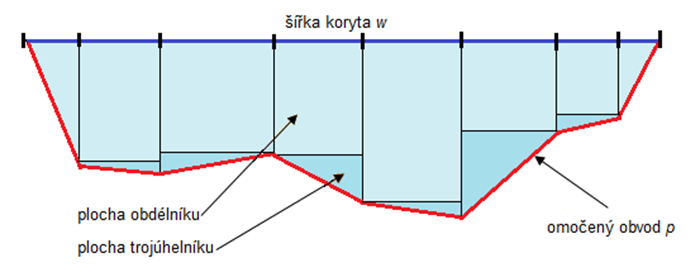 šířka koryta w
plocha obdélníku
plocha trojúhelníku
omočený obvod p